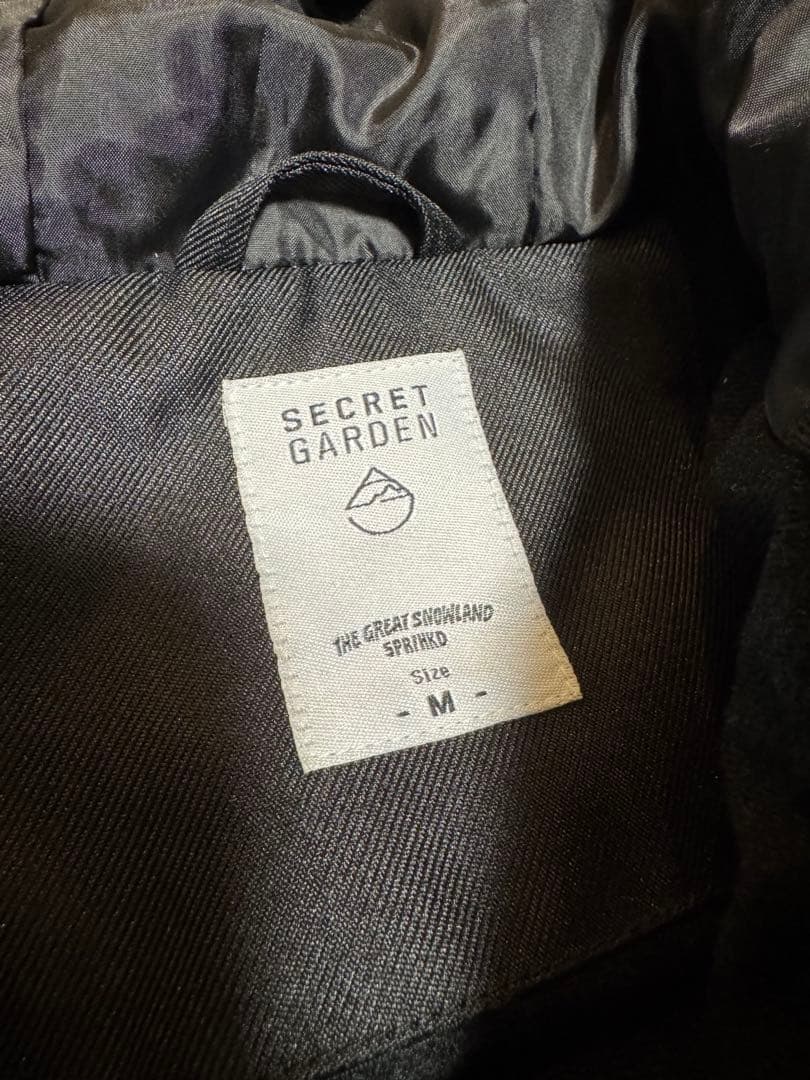 SECRET
GARDEN
THE GREAT SNOWLAND
SPRIHKD
Size
- M -